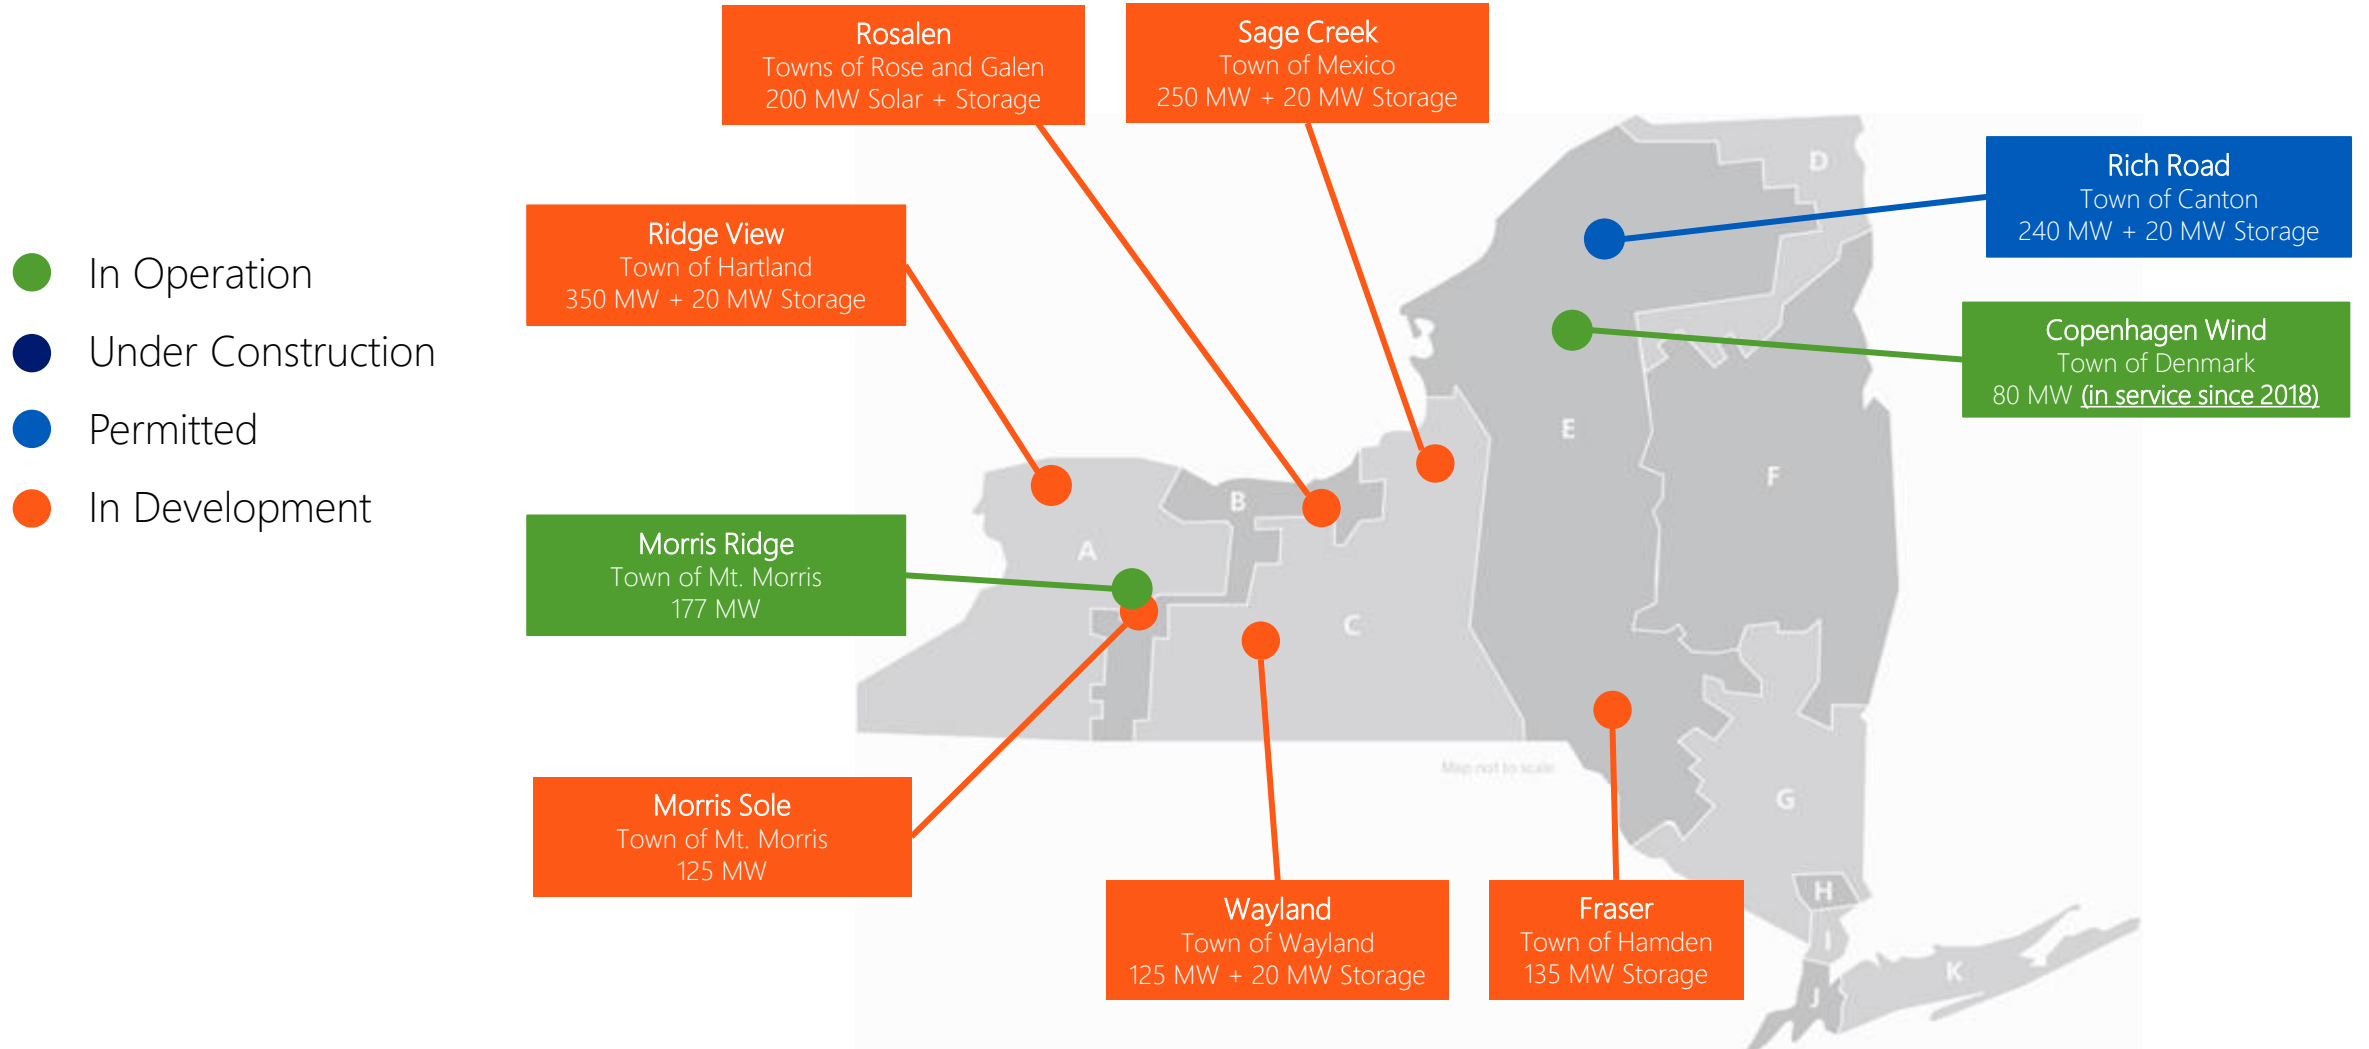 Rosalen
Towns of Rose and Galen
200 MW Solar + Storage
Sage Creek
Town of Mexico
250 MW + 20 MW Storage
Rich Road
Town of Canton
240 MW + 20 MW Storage
Ridge View
Town of Hartland
350 MW + 20 MW Storage
In Operation
Under Construction
Permitted
In Development
Copenhagen Wind
Town of Denmark
80 MW (in service since 2018)
Morris Ridge
Town of Mt. Morris
177 MW
Morris Sole
Town of Mt. Morris
125 MW
Wayland
Town of Wayland
125 MW + 20 MW Storage
Fraser
Town of Hamden
135 MW Storage
D
E
F
B
A
C
Map not to scale
G
H
I
K
J